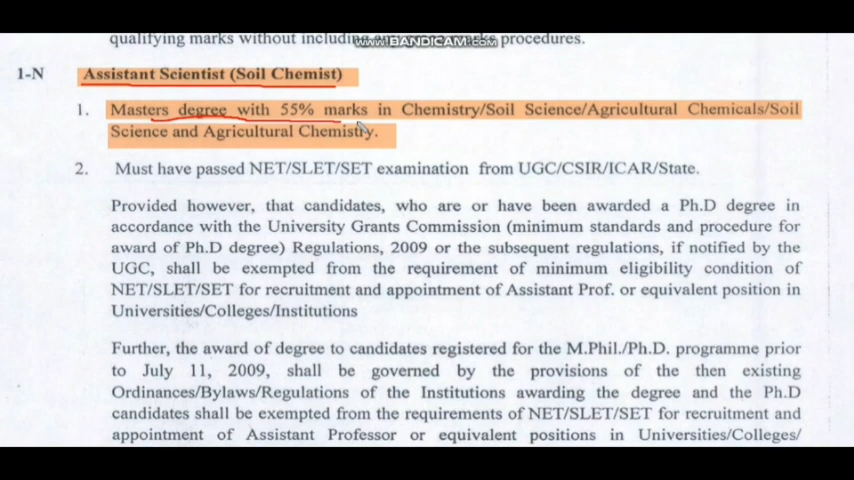 qualifying marks without including procedures.
www.BANDICAM.com
1-N Assistant Scientist (Soil Chemist)
1. Masters degree with 55% marks in Chemistry/Soil Science/Agricultural Chemicals/Soil
Science and Agricultural Chemistry.
2. Must have passed NET/SLET/SET examination from UGC/CSIR/ICAR/State.
Provided however, that candidates, who are or have been awarded a Ph.D degree in
accordance with the University Grants Commission (minimum standards and procedure for
award of Ph.D degree) Regulations, 2009 or the subsequent regulations, if notified by the
UGC, shall be exempted from the requirement of minimum eligibility condition of
NET/SLET/SET for recruitment and appointment of Assistant Prof. or equivalent position in
Universities/Colleges/Institutions
Further, the award of degree to candidates registered for the M.Phil./Ph.D. programme prior
to July 11, 2009, shall be governed by the provisions of the then existing
Ordinances/Bylaws/Regulations of the Institutions awarding the degree and the Ph.D
candidates shall be exempted from the requirements of NET/SLET/SET for recruitment and
appointment of Assistant Professor or equivalent positions in Universities/Colleges/